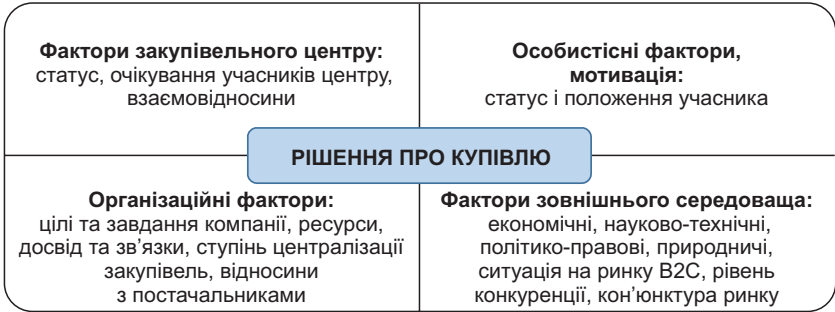 Фактори закупівельного центру:
статус, очікування учасників центру,
взаємовідносини
Особистісні фактори,
мотивація:
статус і положення учасника
РІШЕННЯ ПРО КУПІВЛЮ
Організаційні фактори:
цілі та завдання компанії, ресурси,
досвід та зв’язки, ступінь централізації
закупівель, відносини
з постачальниками
Фактори зовнішнього середоваща:
економічні, науково-технічні,
політико-правові, природничі,
ситуація на ринку B2C, рівень
конкуренції, кон’юнктура ринку